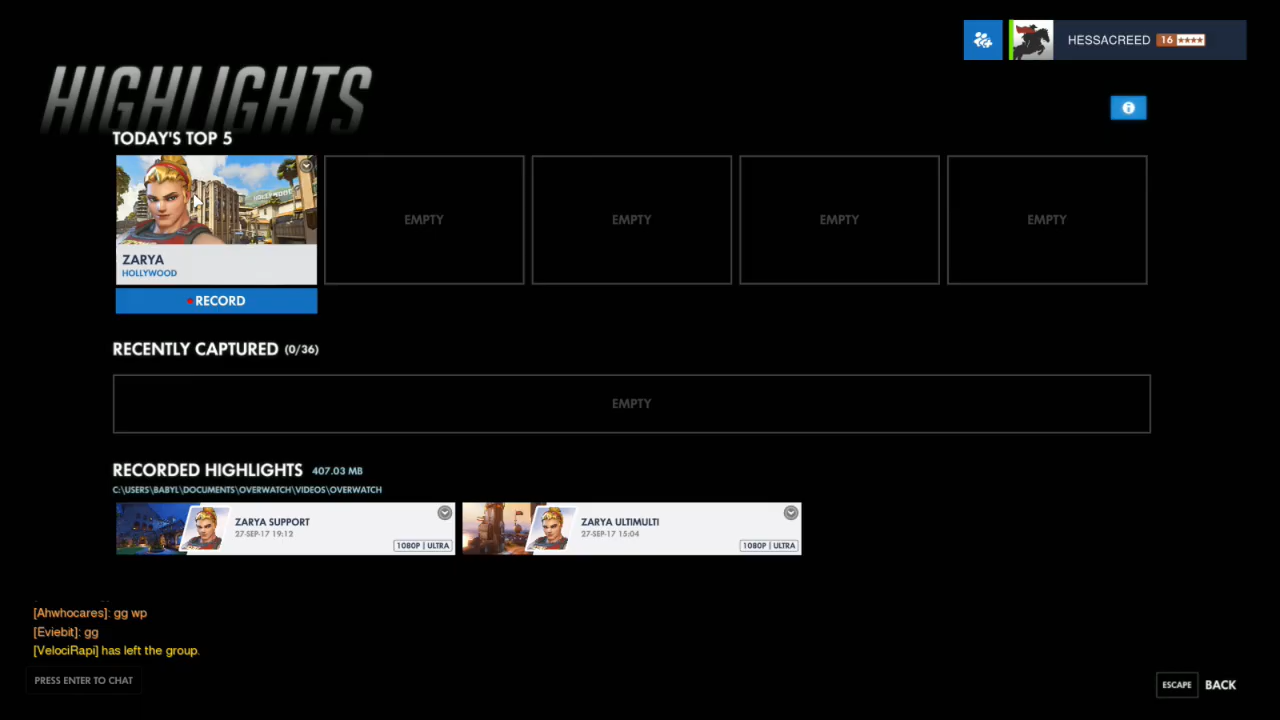 HESSACREED 16 ★★★★
HIGHLIGHTS
TODAY'S TOP 5
HOLLYWOOD
ZARYA
HOLLYWOOD
EMPTY
EMPTY
EMPTY
EMPTY
RECORD
RECENTLY CAPTURED (0/36)
EMPTY
RECORDED HIGHLIGHTS 407.03 MB
C:\USERS\BABYL\DOCUMENTS\OVERWATCH\VIDEOS\OVERWATCH
ZARYA SUPPORT
27-SEP-17 19:12
1080P | ULTRA
ZARYA ULTIMULTI
27-SEP-17 15:04
1080P | ULTRA
[Ahwhocares]: gg wp
[Eviebit]: gg
[VelociRapi] has left the group.
PRESS ENTER TO CHAT
ESCAPE BACK